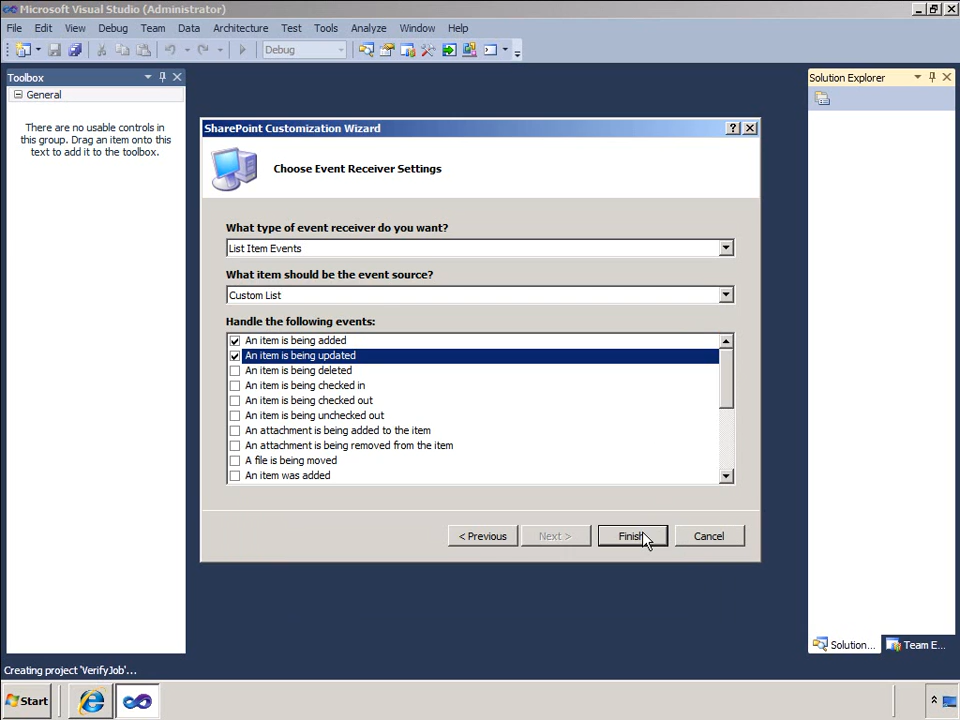 Microsoft Visual Studio (Administrator)
File Edit View Debug Team Data Architecture Test Tools Analyze Window Help
Debug
Toolbox
General
There are no usable controls in
this group. Drag an item onto this
text to add it to the toolbox.
Solution Explorer
SharePoint Customization Wizard
Choose Event Receiver Settings
What type of event receiver do you want?
List Item Events
What item should be the event source?
Custom List
Handle the following events:
An item is being added
An item is being updated
An item is being deleted
An item is being checked in
An item is being checked out
An item is being unchecked out
An attachment is being added to the item
An attachment is being removed from the item
A file is being moved
An item was added
< Previous Next > Finish Cancel
Solution... Team E...
Creating project 'VerifyJob'...
Start